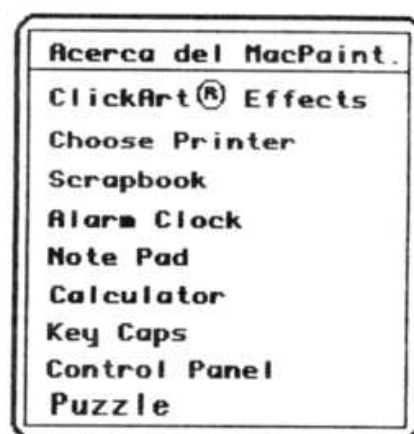 Acerca del MacPaint.
ClickArt® Effects
Choose Printer
Scrapbook
Alarm Clock
Note Pad
Calculator
Key Caps
Control Panel
Puzzle